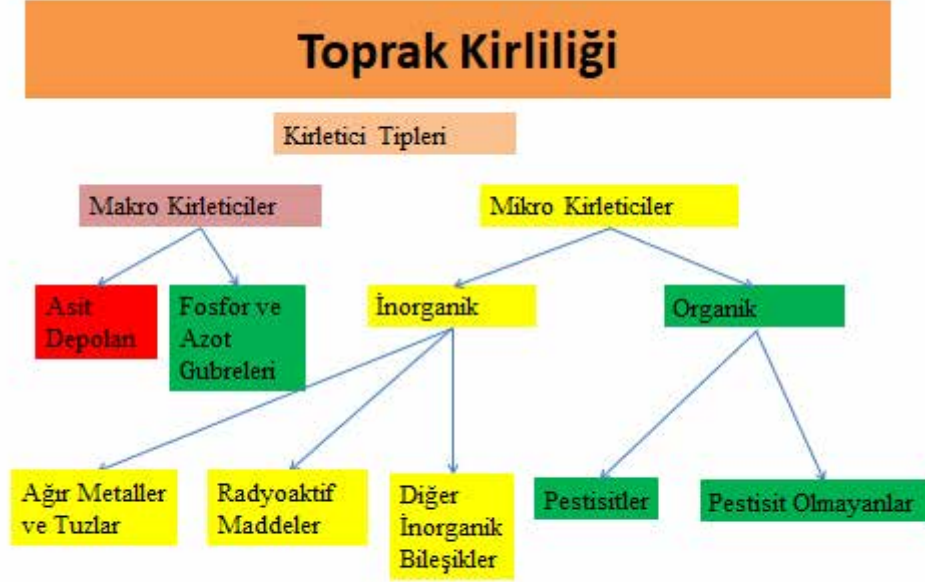 Toprak Kirliliği
Kirletici Tipleri
Makro Kirleticiler
Mikro Kirleticiler
Asit
Depoları
Fosfor ve
Azot
Gubreleri
İnorganik
Organik
Ağır Metaller
ve Tuzlar
Radyoaktif
Maddeler
Diğer
İnorganik
Bileşikler
Pestisitler
Pestisit Olmayanlar